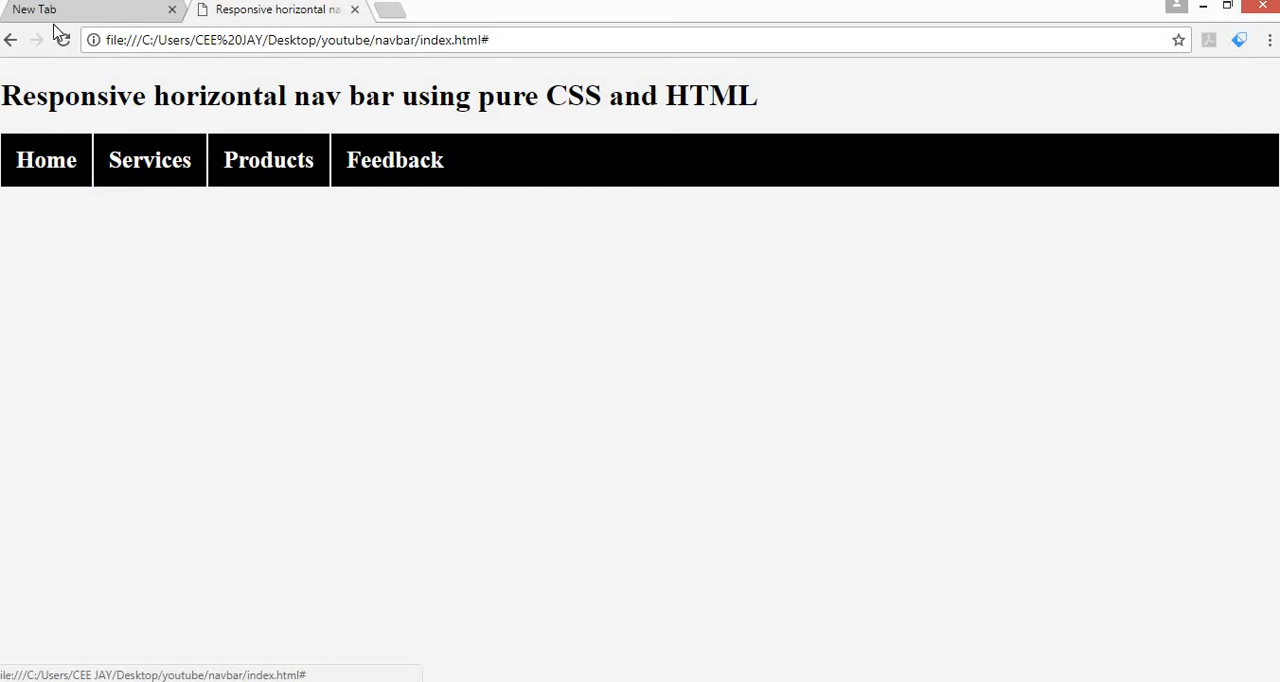 New Tab
Responsive horizontal na
file:///C:/Users/CEE%20JAY/Desktop/youtube/navbar/index.html#
Responsive horizontal nav bar using pure CSS and HTML
Home Services Products Feedback
ile:///C:/Users/CEE JAY/Desktop/youtube/navbar/index.html#